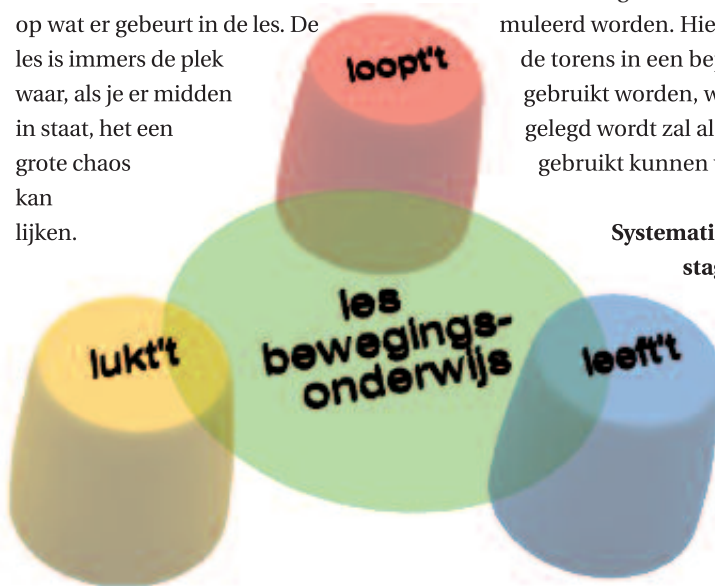 op wat er gebeurt in de les. De
les is immers de plek
waar, als je er midden
in staat, het een
grote chaos
kan
lijken.
loopt't
les
bewegings-
onderwijs
lukt't
leeft't
muleerd worden. Hie
de torens in een be
gebruikt worden, w
gelegd wordt zal al
gebruikt kunnen
Systemati
stag